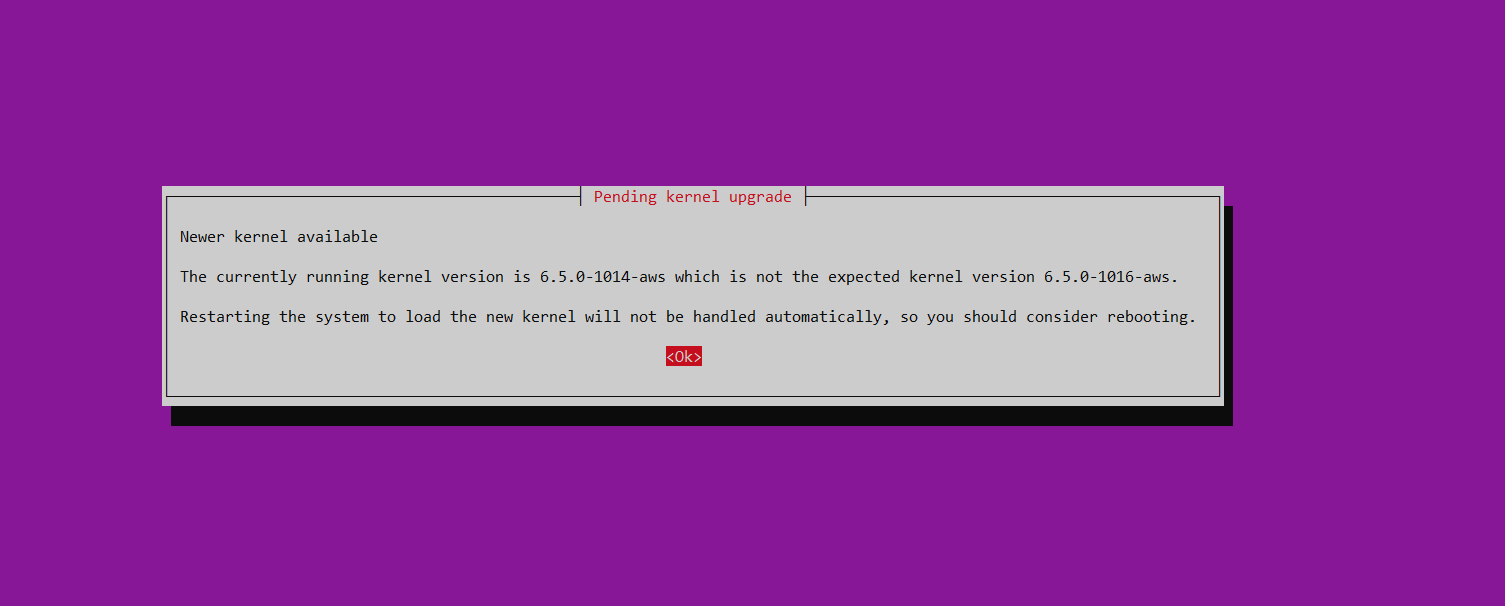 Pending kernel upgrade
Newer kernel available
The currently running kernel version is 6.5.0-1014-aws which is not the expected kernel version 6.5.0-1016-aws.
Restarting the system to load the new kernel will not be handled automatically, so you should consider rebooting.
<Ok>